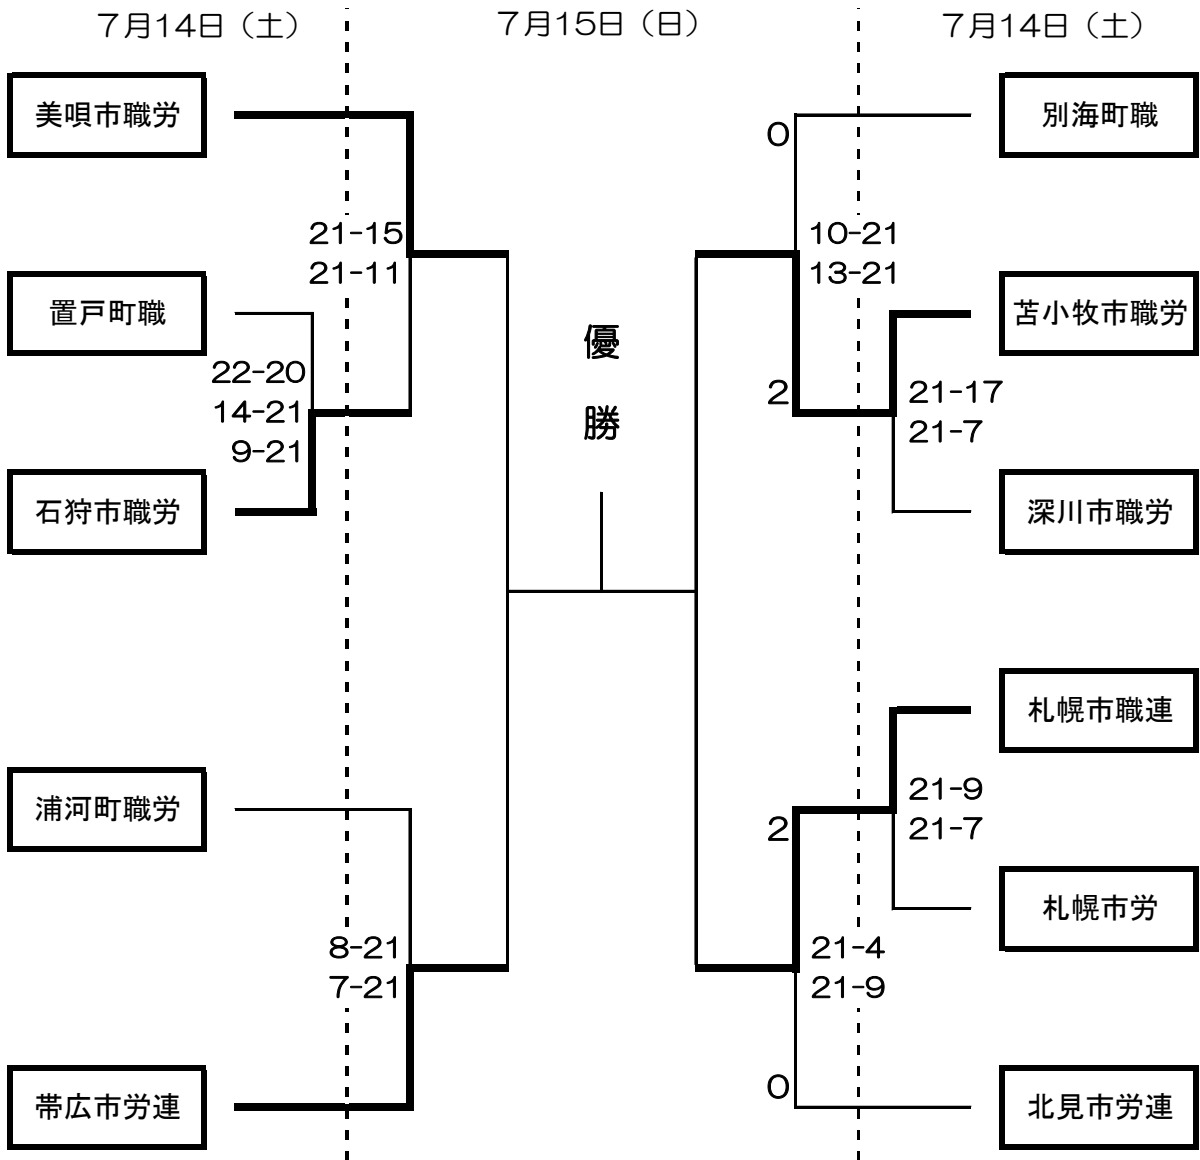 7月14日（土）
7月15日（日）
7月14日（土）
美唄市職労
別海町職
0
21-15
21-11
10-21
13-21
置戸町職
苫小牧市職労
優
勝
22-20
14-21
9-21
2
21-17
21-7
石狩市職労
深川市職労
札幌市職連
浦河町職労
2
21-9
21-7
札幌市労
8-21
7-21
21-4
21-9
0
帯広市労連
北見市労連